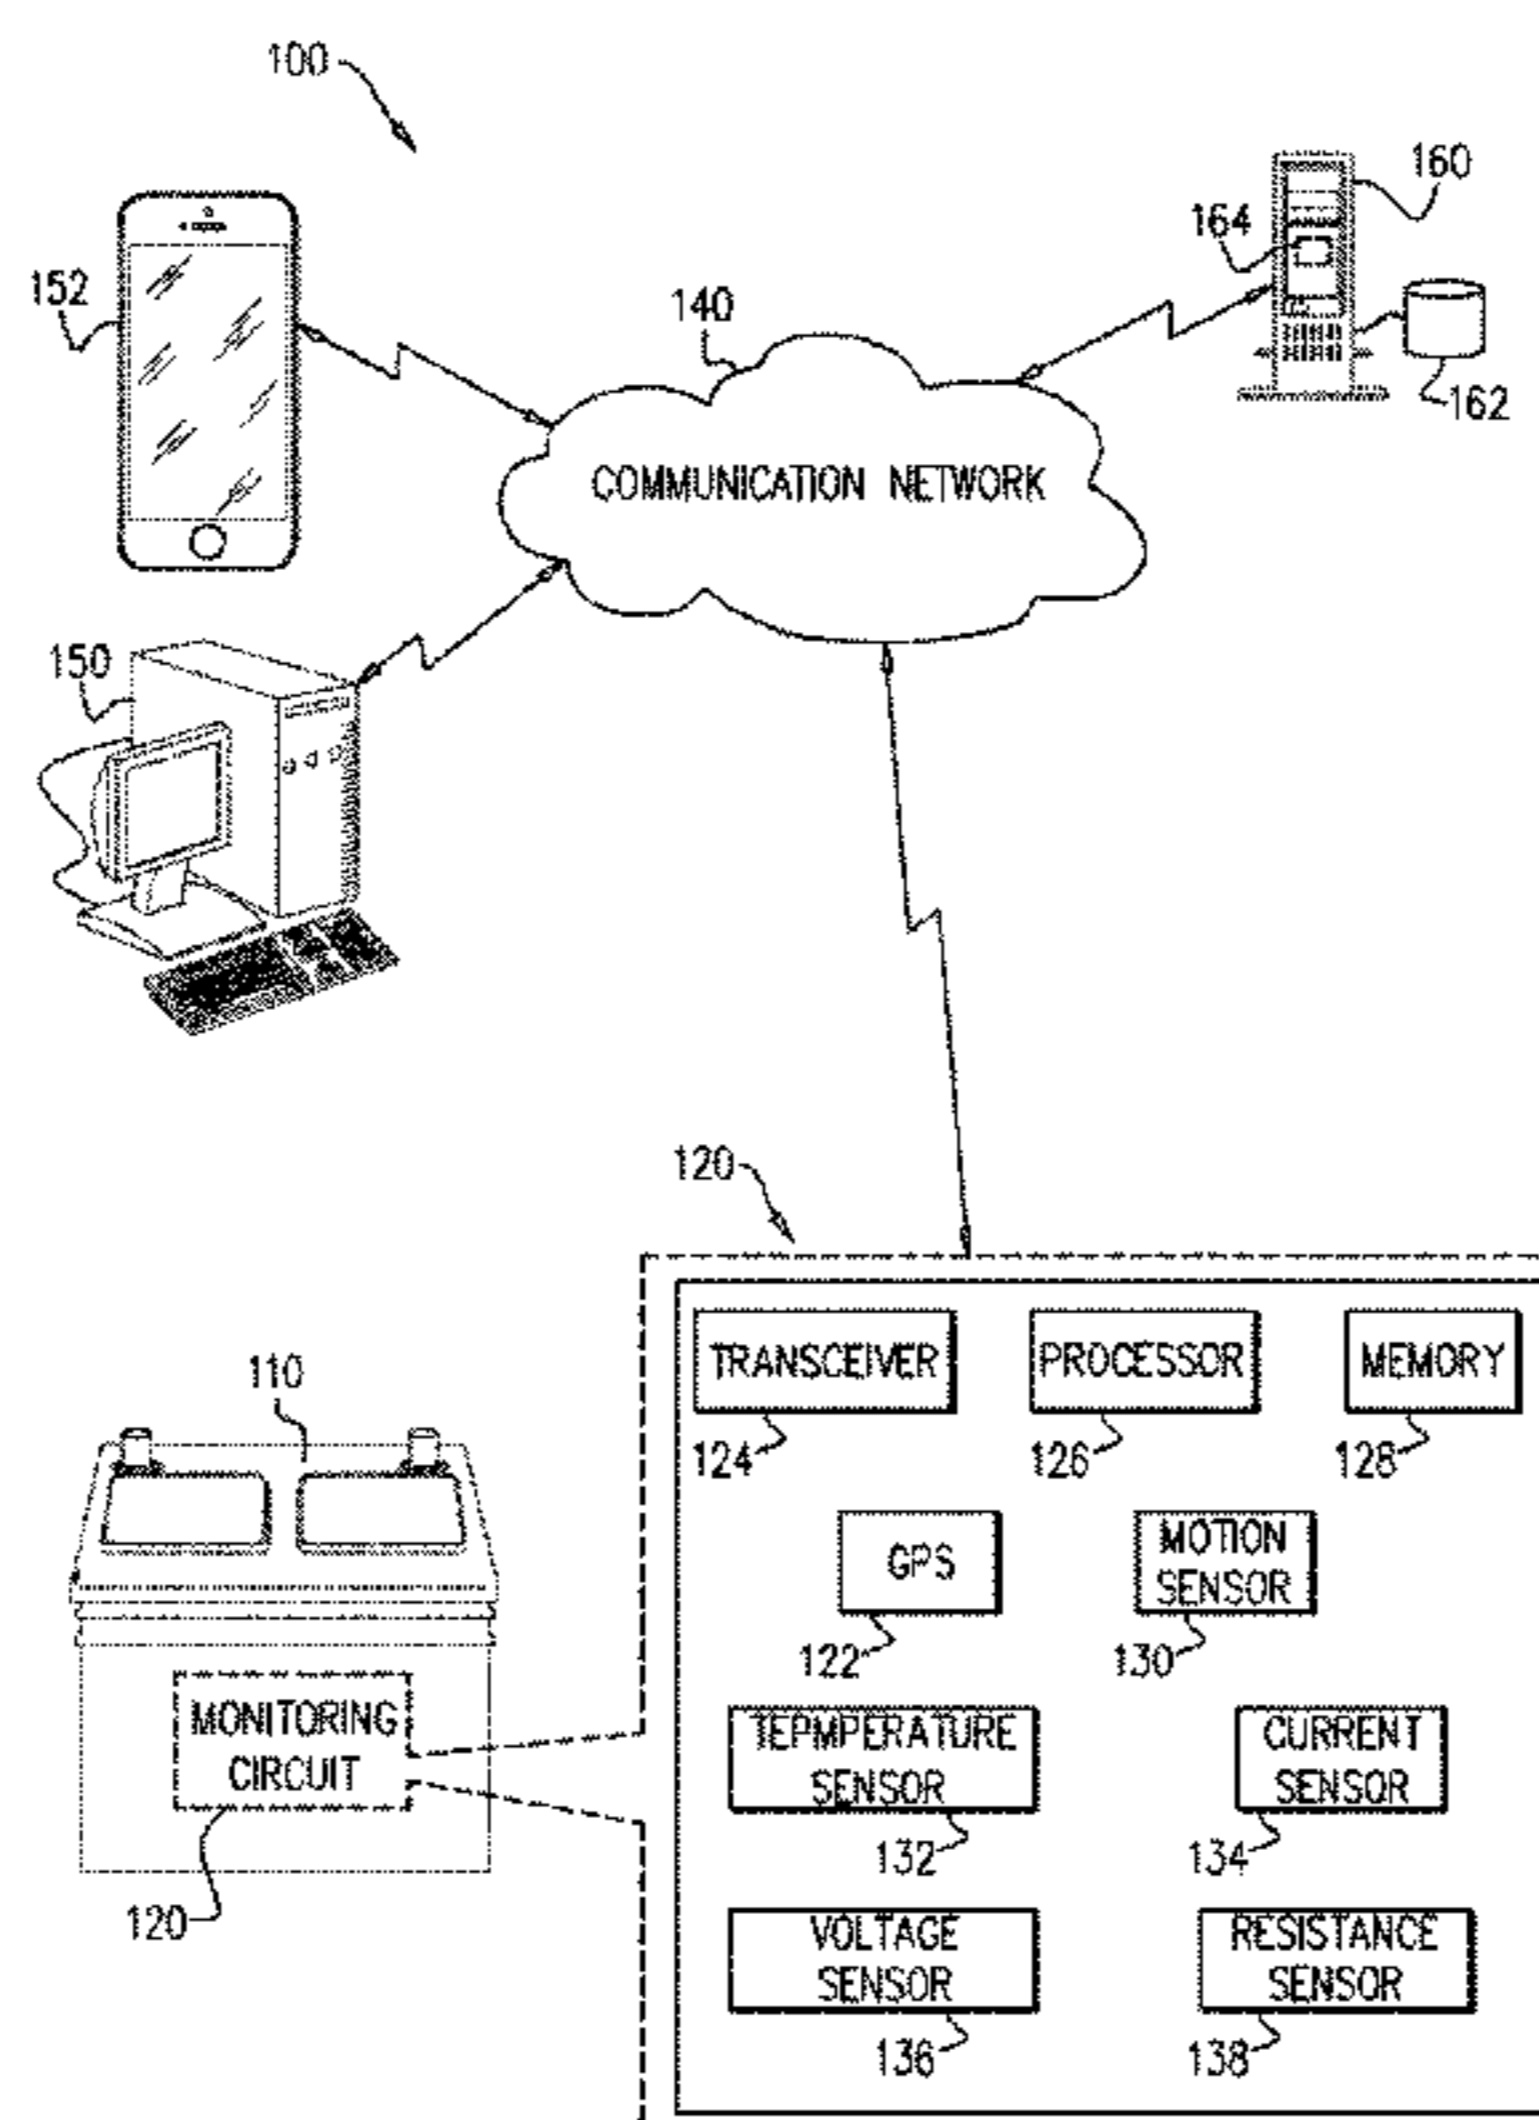 100
160
164
152
140
162
COMMUNICATION NETWORK
150
120
TRANSCEIVER
PROCESSOR
MEMORY
110
124
126
128
GPS
MOTION
SENSOR
122
130
MONITORING
CIRCUIT
TEPMPERATURE
SENSOR
CURRENT
SENSOR
132
134
120
VOLTAGE
SENSOR
RESISTANCE
SENSOR
136
138